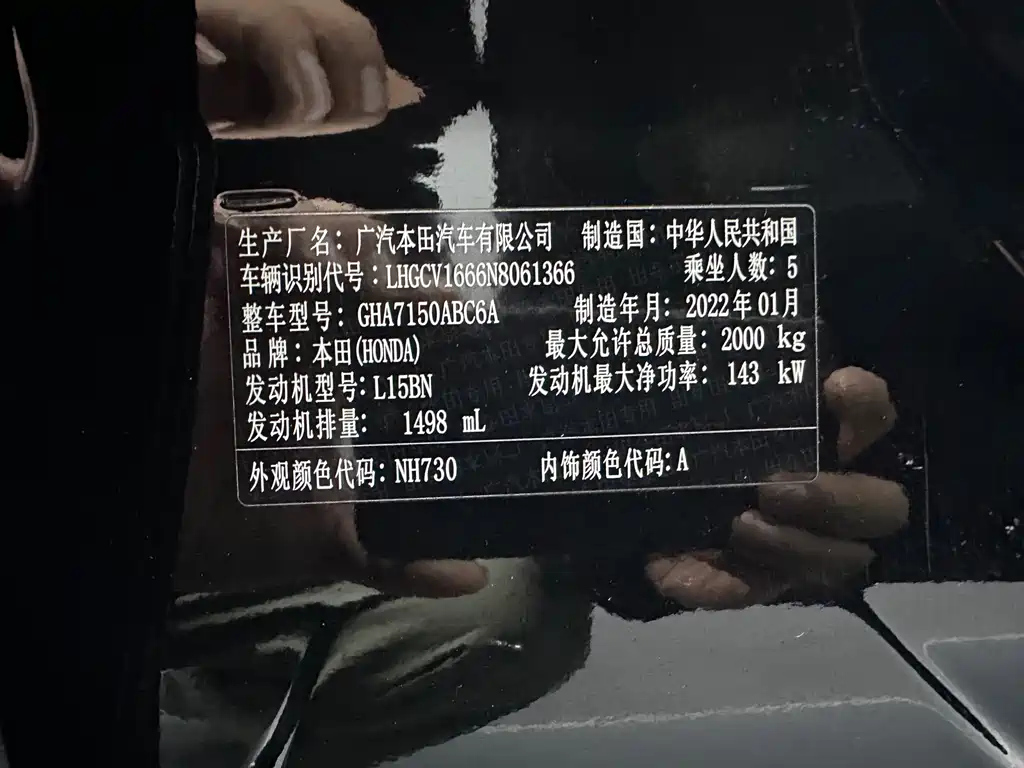 生产厂名：广汽本田汽车有限公司 制造国：中华人民共和国
车辆识别代号：LHGCV1666N8061366 乘坐人数：5
整车型号：GHA7150ABC6A 制造年月：2022年01月
品牌：本田(HONDA) 最大允许总质量：2000 kg
发动机型号：L15BN 发动机最大净功率：143 kW
发动机排量： 1498 mL
外观颜色代码：NH730 内饰颜色代码：A